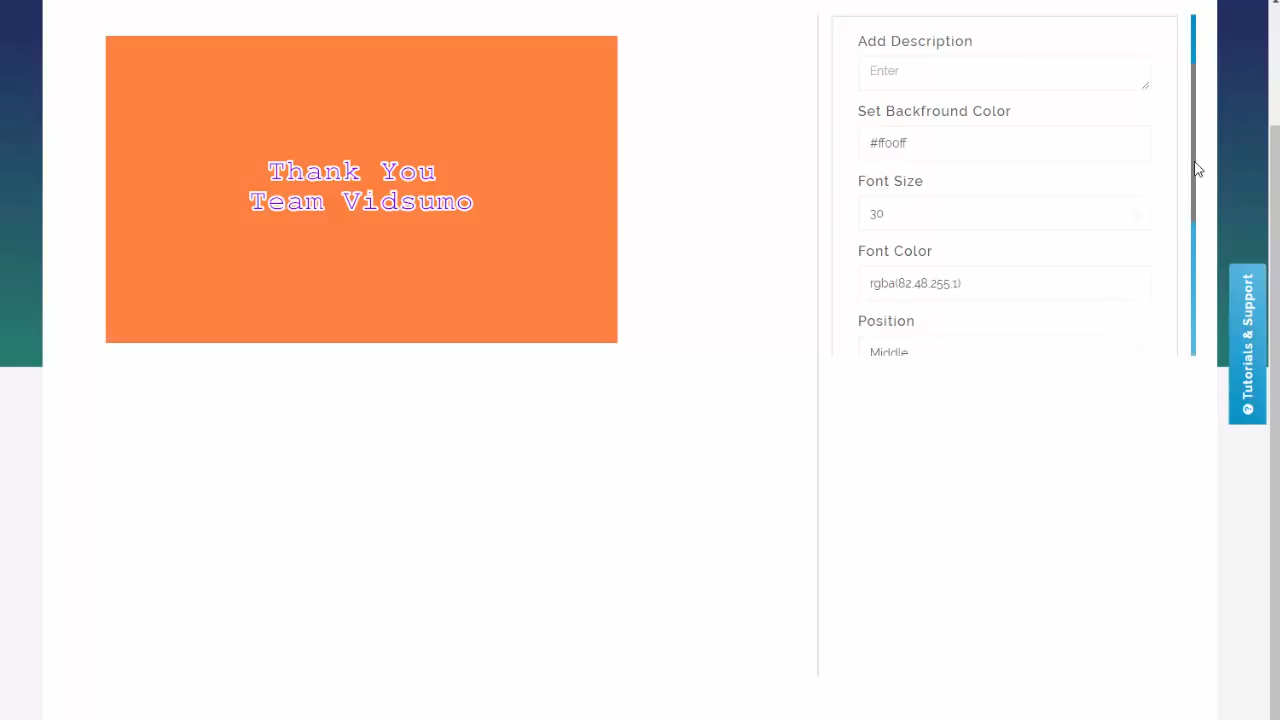 Thank You
Team Vidsumo
Add Description
Enter
Set Backfround Color
#ff00ff
Font Size
30
Font Color
rgba(82,48,255,1)
Position
Middle
Tutorials & Support